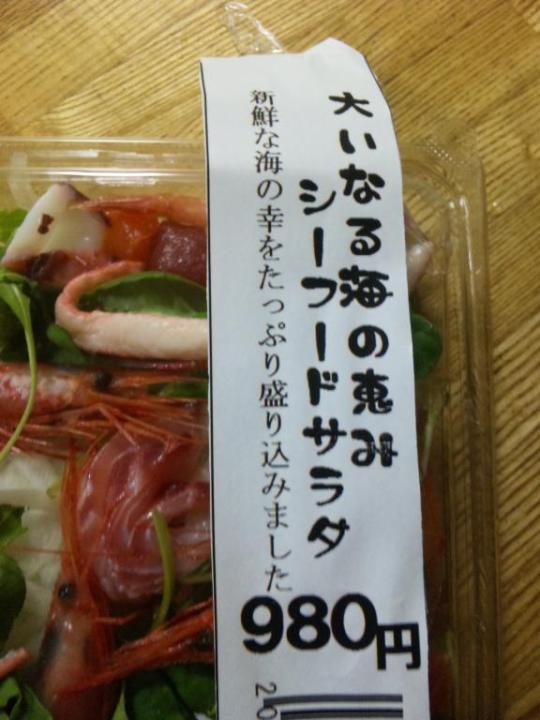 大いなる海の恵み
シーフードサラダ
新鮮な海の幸をたっぷり盛り込みました
980円
20